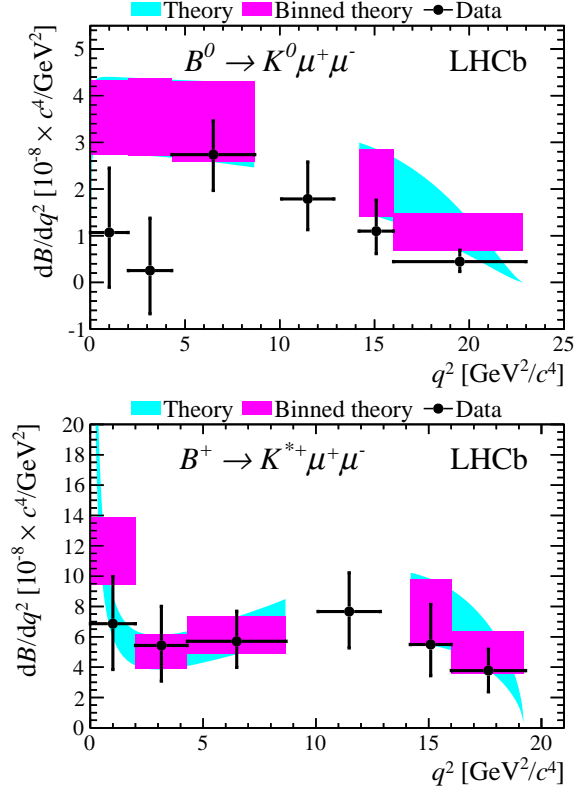 Theory Binned theory Data
B⁰ → K⁰μ⁺μ⁻ LHCb
dB/dq² [10⁻⁸ × c⁴/GeV²]
5
4
3
2
1
0
-1
0 5 10 15 20 25
q² [GeV²/c⁴]
Theory Binned theory Data
B⁺ → K*⁺μ⁺μ⁻ LHCb
dB/dq² [10⁻⁸ × c⁴/GeV²]
20
18
16
14
12
10
8
6
4
2
0
0 5 10 15 20
q² [GeV²/c⁴]